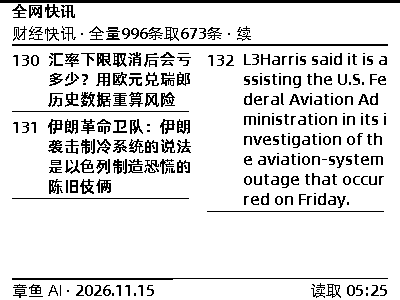 全网快讯
财经快讯 · 全量996条取673条 · 续
130 汇率下限取消后会亏
多少？用欧元兑瑞郎
历史数据重算风险
131 伊朗革命卫队：伊朗
袭击制冷系统的说法
是以色列制造恐慌的
陈旧伎俩
132 L3Harris said it is a
ssisting the U.S. Fe
deral Aviation Ad
ministration in its i
nvestigation of th
e aviation-system
outage that occur
red on Friday.
章鱼 AI · 2026.11.15
读取 05:25